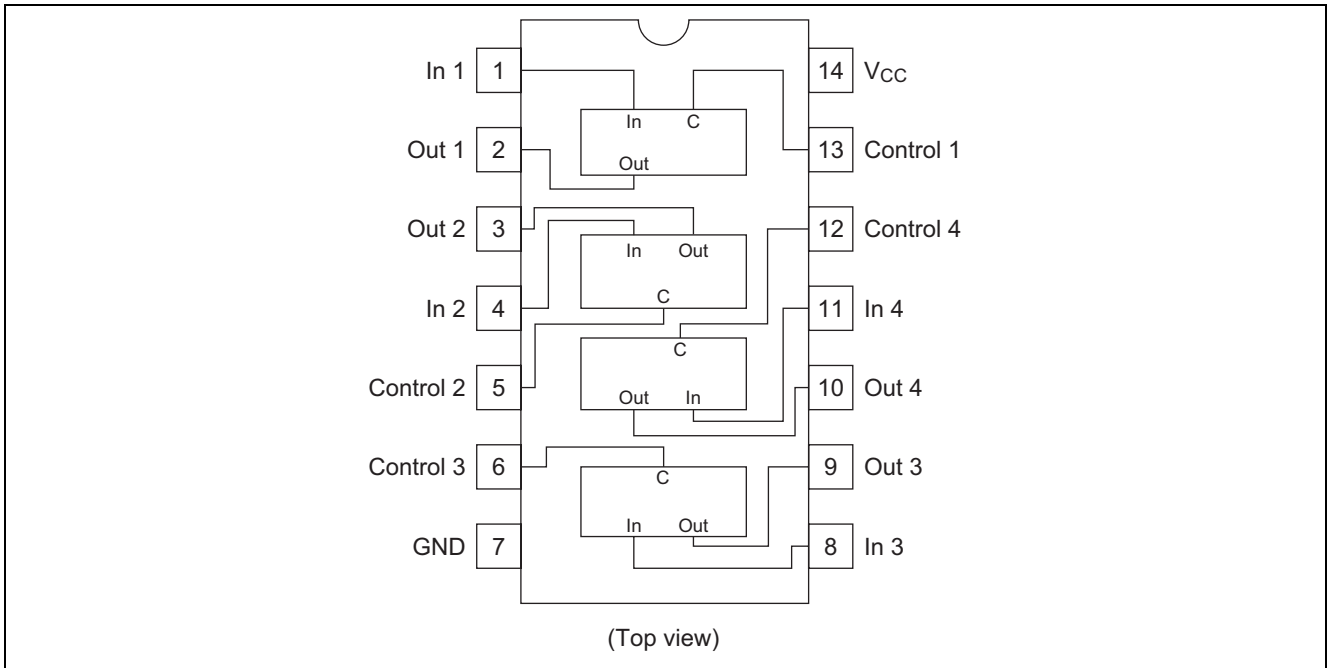 In 1 1 14 VCC
In C
Out 1 2 Out 13 Control 1
Out 2 3 12 Control 4
In Out
In 2 4 C 11 In 4
C
Control 2 5 Out In 10 Out 4
Control 3 6 C 9 Out 3
In Out
GND 7 8 In 3
(Top view)